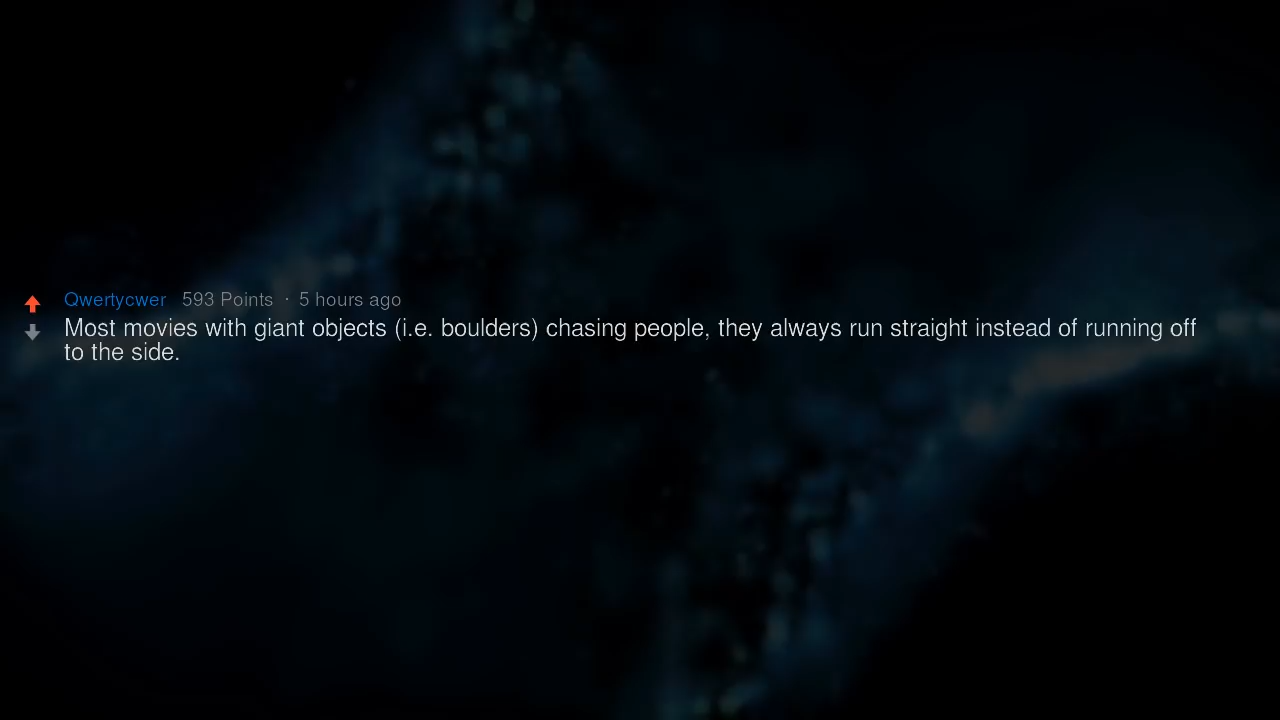 Qwertycwer 593 Points · 5 hours ago
Most movies with giant objects (i.e. boulders) chasing people, they always run straight instead of running off
to the side.